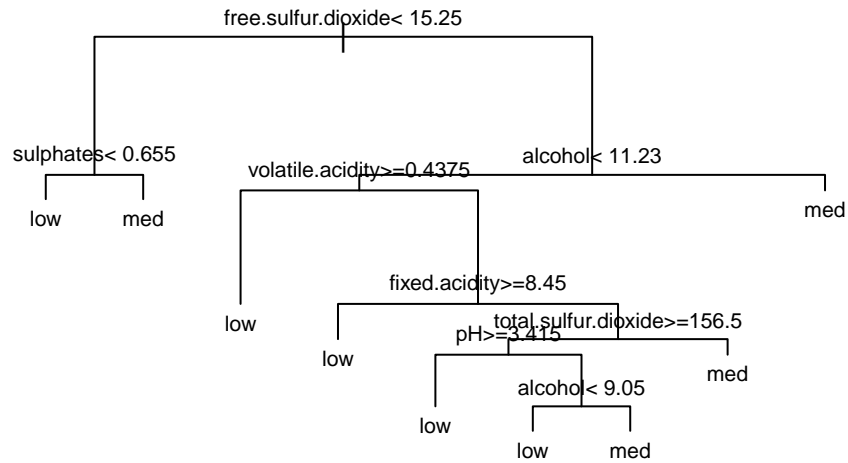 free.sulfur.dioxide< 15.25
sulphates< 0.655
alcohol< 11.23
volatile.acidity>=0.4375
low
med
med
fixed.acidity>=8.45
low
total.sulfur.dioxide>=156.5
pH>=3.415
low
med
alcohol< 9.05
low
low
med